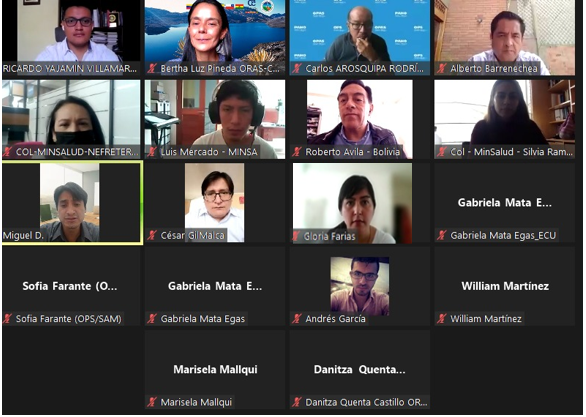 RICARDO YAJAMIN VILLAMAR...
Bertha Luz Pineda ORAS-C...
Carlos AROSQUIPA RODRÍ...
Alberto Barrenechea
COL-MINSALUD-NEFRETER...
Luis Mercado - MINSA
Roberto Avila - Bolivia
Col - MinSalud - Silvia Ram...
Miguel D.
César Gil Malca
Gloria Farias
Gabriela Mata E...
Gabriela Mata Egas_ECU
Sofia Farante (O...
Sofia Farante (OPS/SAM)
Gabriela Mata E...
Gabriela Mata Egas
Andrés García
William Martínez
William Martínez
Marisela Mallqui
Marisela Mallqui
Danitza Quenta...
Danitza Quenta Castillo OR...